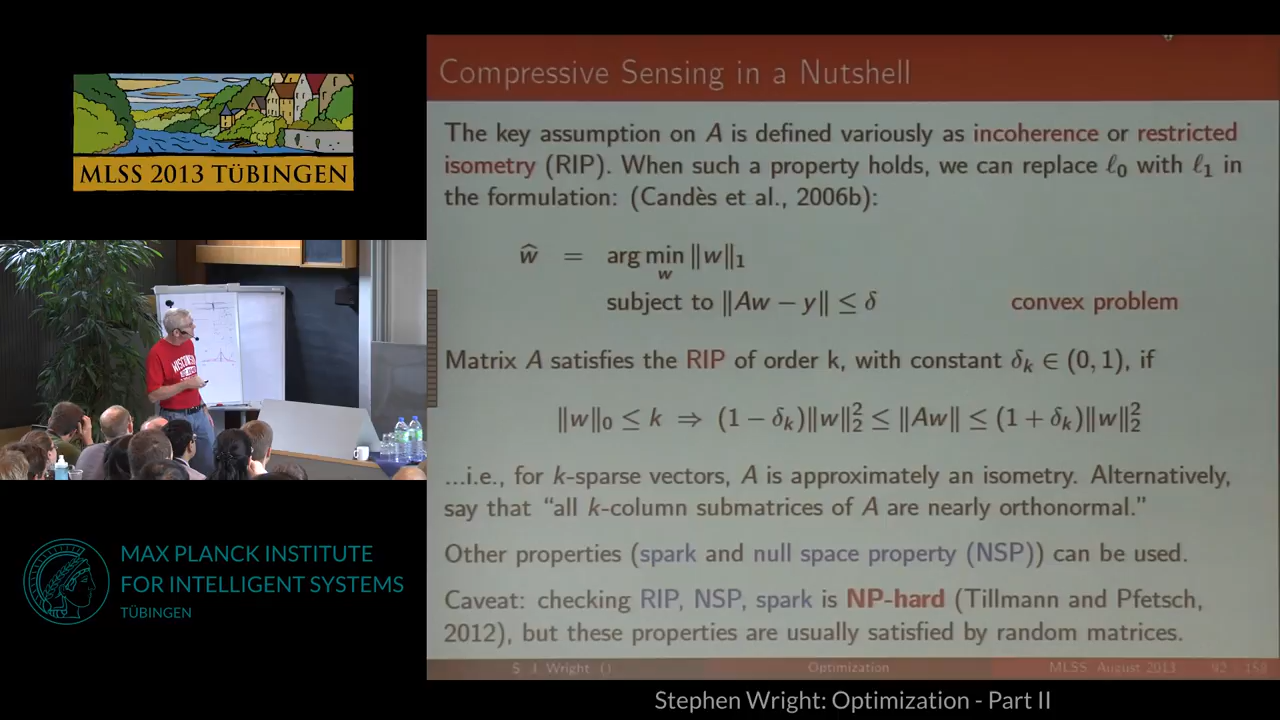 MLSS 2013 TÜBINGEN
WISCONSIN
MAX PLANCK INSTITUTE
FOR INTELLIGENT SYSTEMS
TÜBINGEN
Compressive Sensing in a Nutshell
The key assumption on A is defined variously as incoherence or restricted
isometry (RIP). When such a property holds, we can replace ℓ₀ with ℓ₁ in
the formulation: (Candès et al., 2006b):
ŵ = arg min_w ‖w‖₁
subject to ‖Aw − y‖ ≤ δ convex problem
Matrix A satisfies the RIP of order k, with constant δₖ ∈ (0, 1), if
‖w‖₀ ≤ k ⇒ (1 − δₖ)‖w‖₂² ≤ ‖Aw‖ ≤ (1 + δₖ)‖w‖₂²
...i.e., for k-sparse vectors, A is approximately an isometry. Alternatively,
say that “all k-column submatrices of A are nearly orthonormal.”
Other properties (spark and null space property (NSP)) can be used.
Caveat: checking RIP, NSP, spark is NP-hard (Tillmann and Pfetsch,
2012), but these properties are usually satisfied by random matrices.
S. J. Wright () Optimization MLSS, August 2013 92 / 158
Stephen Wright: Optimization - Part II